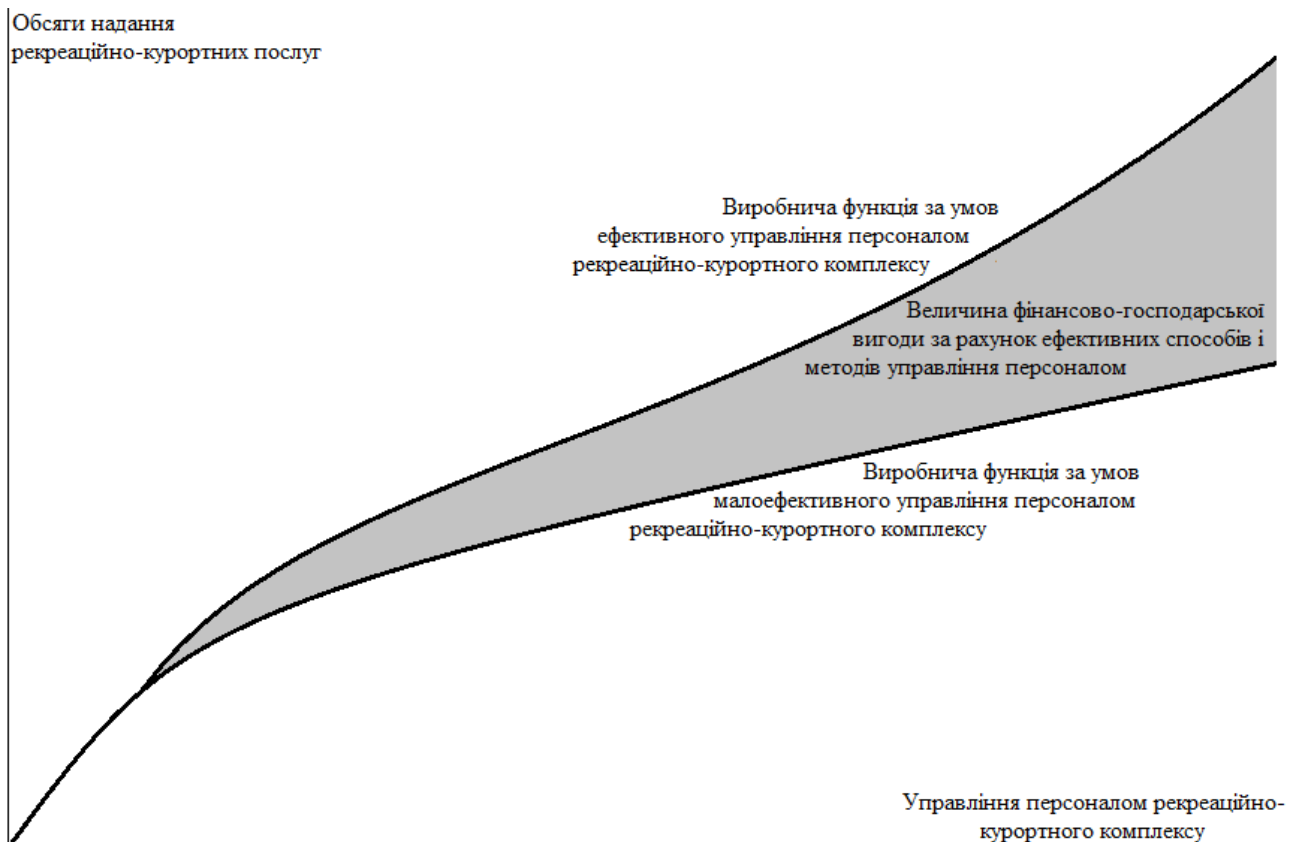 Обсяги надання
рекреаційно-курортних послуг
Виробнича функція за умов
ефективного управління персоналом
рекреаційно-курортного комплексу
Величина фінансово-господарської
вигоди за рахунок ефективних способів і
методів управління персоналом
Виробнича функція за умов
малоефективного управління персоналом
рекреаційно-курортного комплексу
Управління персоналом рекреаційно-
курортного комплексу